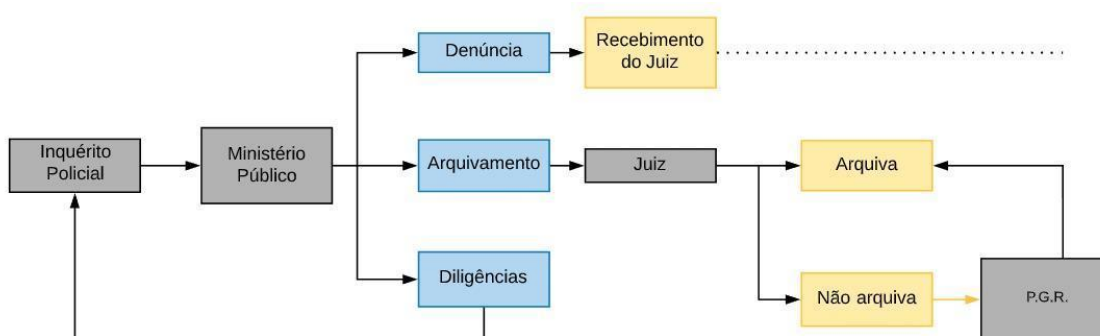 Denúncia
Recebimento
do Juiz
Inquérito
Policial
Ministério
Público
Arquivamento
Juiz
Arquiva
Diligências
Não arquiva
P.G.R.